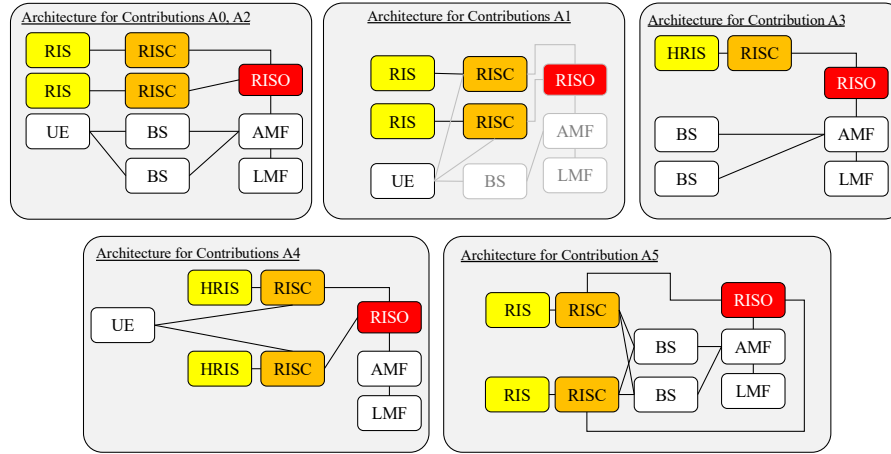 Architecture for Contributions A0, A2
RIS RISC
RISO
RIS RISC
UE BS AMF
BS LMF
Architecture for Contributions A1
RIS RISC RISO
RIS RISC AMF
UE BS LMF
Architecture for Contribution A3
HRIS RISC
RISO
BS AMF
BS LMF
Architecture for Contributions A4
HRIS RISC
UE RISO
HRIS RISC AMF
LMF
Architecture for Contribution A5
RIS RISC RISO
BS AMF
RIS RISC BS LMF